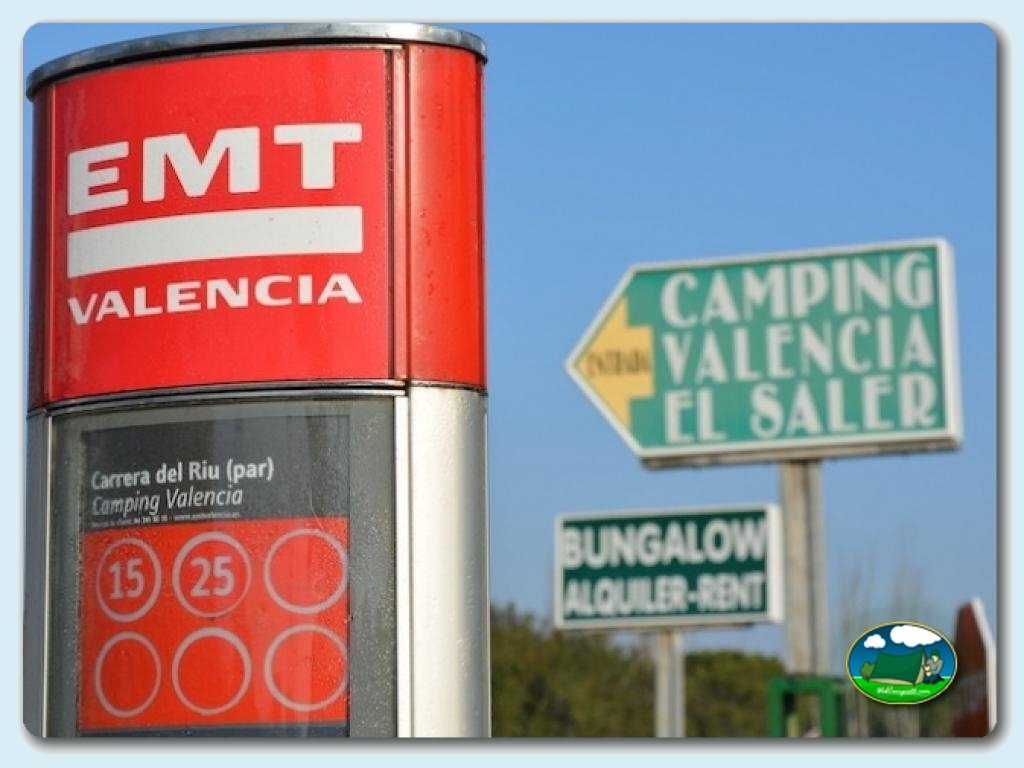 EMT
VALENCIA
Carrera del Riu (par)
Camping Valencia
15 25
CAMPING
VALENCIA
EL SALER
ENTRADA
BUNGALOW
ALQUILER-RENT